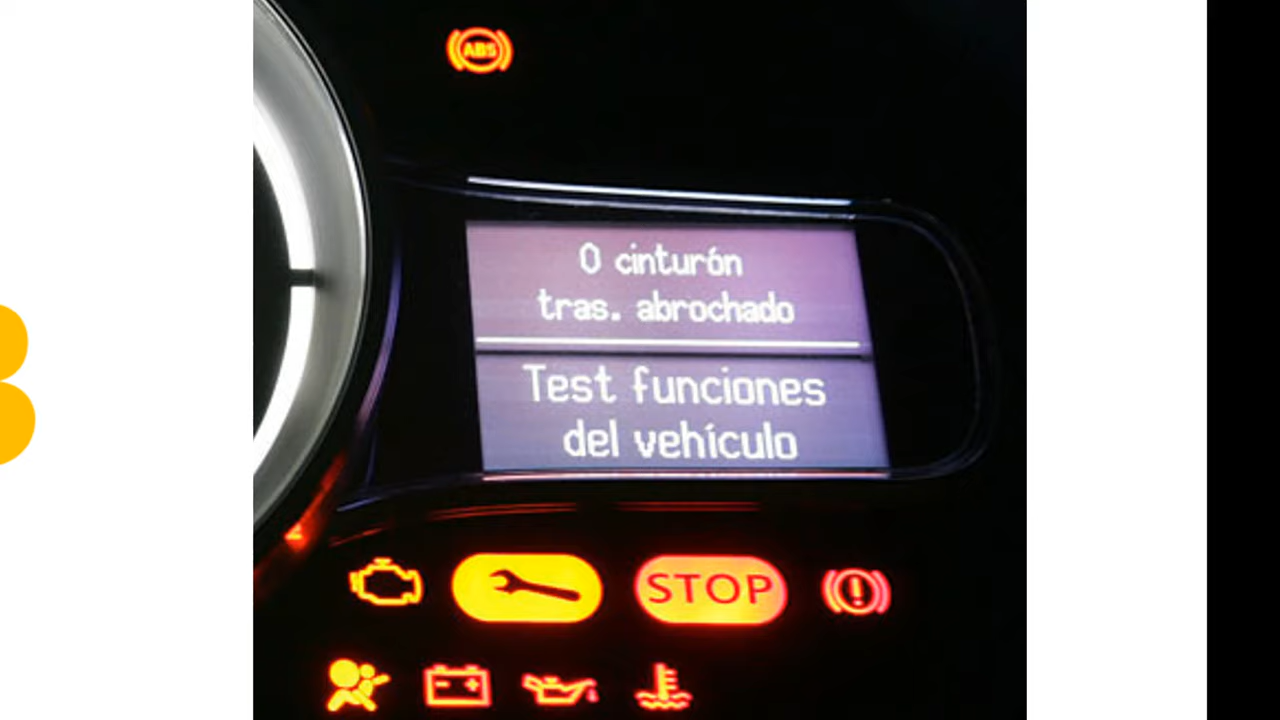 ABS
0 cinturón
tras. abrochado
Test funciones
del vehículo
STOP